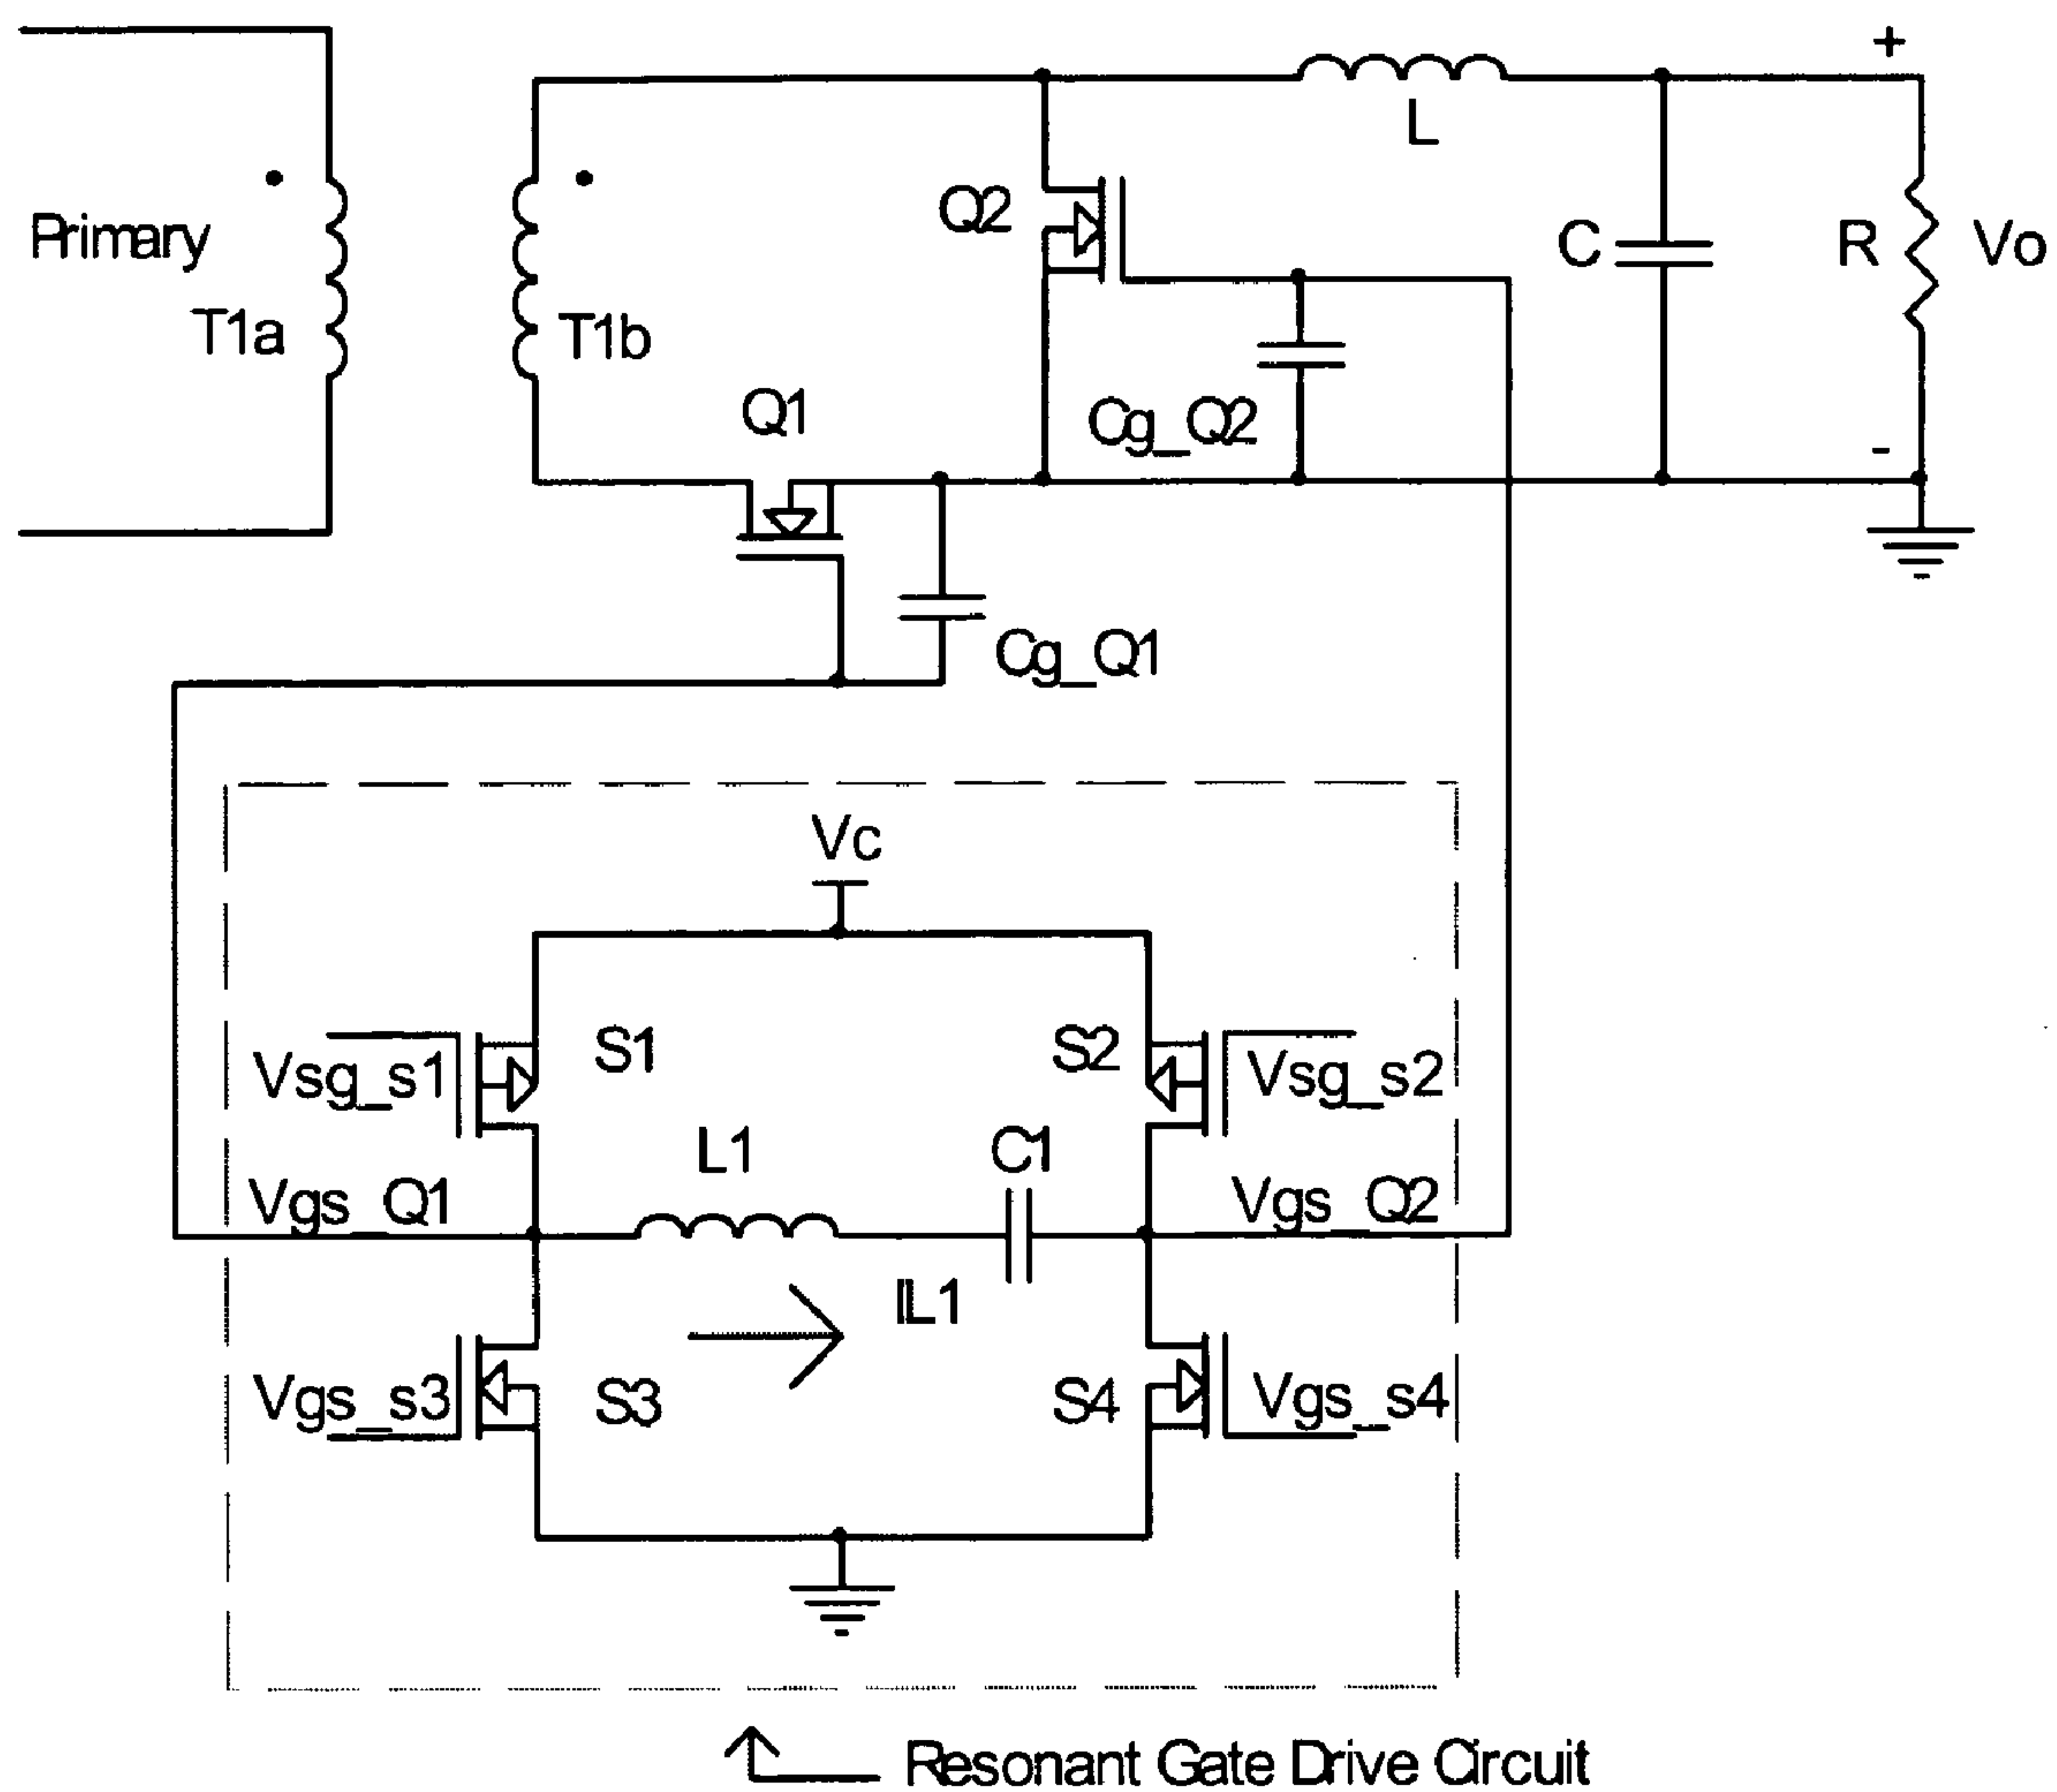 +
L
Q2
Primary
C
R
Vo
T1a
T1b
Q1
Cg_Q2
-
Cg_Q1
Vc
S1
S2
Vsg_s1
Vsg_s2
L1
C1
Vgs_Q1
Vgs_Q2
IL1
Vgs_s3
S3
S4
Vgs_s4
Resonant Gate Drive Circuit